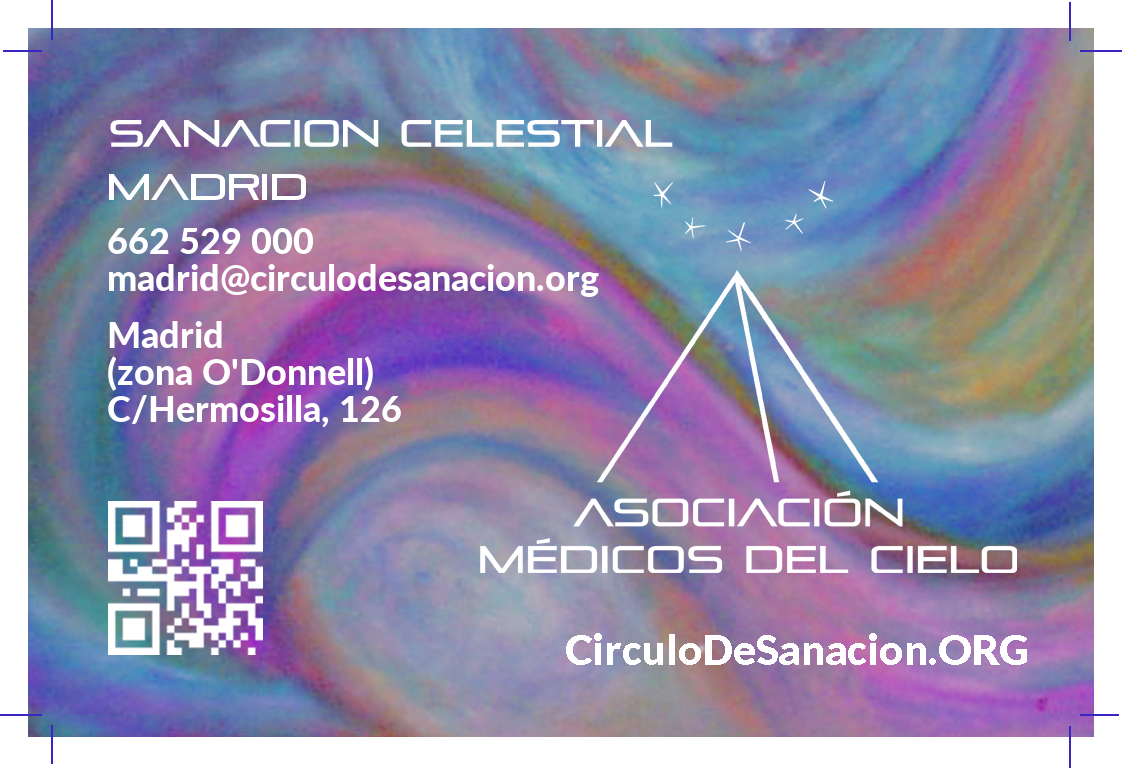 SANACION CELESTIAL
MADRID
662 529 000
madrid@circulodesanacion.org
Madrid
(zona O'Donnell)
C/Hermosilla, 126
ASOCIACIÓN
MÉDICOS DEL CIELO
CirculoDeSanacion.ORG